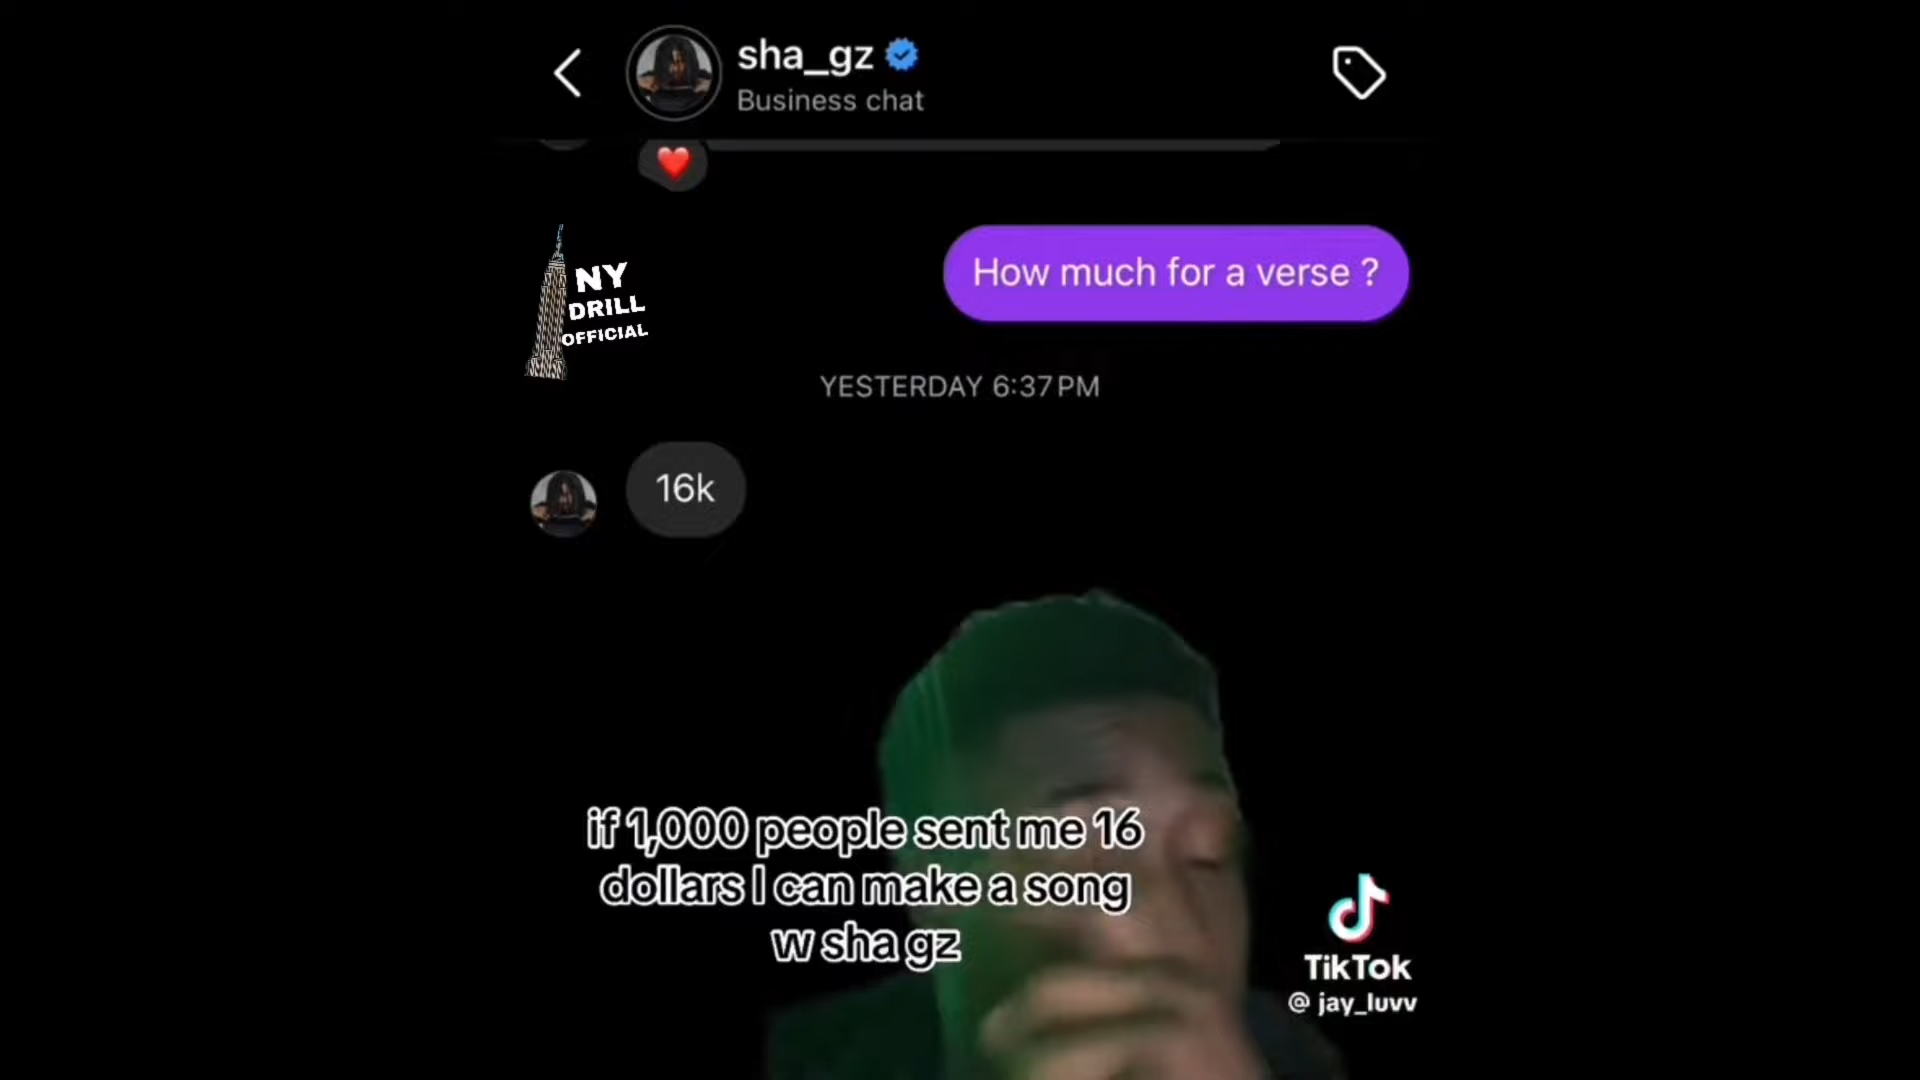 sha_gz
Business chat
NY
DRILL
OFFICIAL
How much for a verse ?
YESTERDAY 6:37 PM
16k
if 1,000 people sent me 16
dollars I can make a song
w sha gz
TikTok
@ jay_luvv